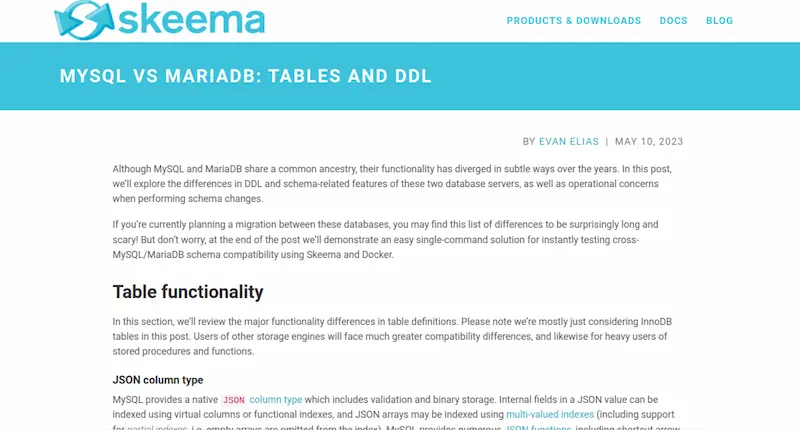 skeema
PRODUCTS & DOWNLOADS DOCS BLOG
MYSQL VS MARIADB: TABLES AND DDL
BY EVAN ELIAS | MAY 10, 2023
Although MySQL and MariaDB share a common ancestry, their functionality has diverged in subtle ways over the years. In this post,
we'll explore the differences in DDL and schema-related features of these two database servers, as well as operational concerns
when performing schema changes.
If you're currently planning a migration between these databases, you may find this list of differences to be surprisingly long and
scary! But don't worry, at the end of the post we'll demonstrate an easy single-command solution for instantly testing cross-
MySQL/MariaDB schema compatibility using Skeema and Docker.
Table functionality
In this section, we'll review the major functionality differences in table definitions. Please note we're mostly just considering InnoDB
tables in this post. Users of other storage engines will face much greater compatibility differences, and likewise for heavy users of
stored procedures and functions.
JSON column type
MySQL provides a native JSON column type which includes validation and binary storage. Internal fields in a JSON value can be
indexed using virtual columns or functional indexes, and JSON arrays may be indexed using multi-valued indexes (including support
for partial indexes, i.e. empty arrays are omitted from the index). MySQL provides numerous JSON functions, including shortcut arrow